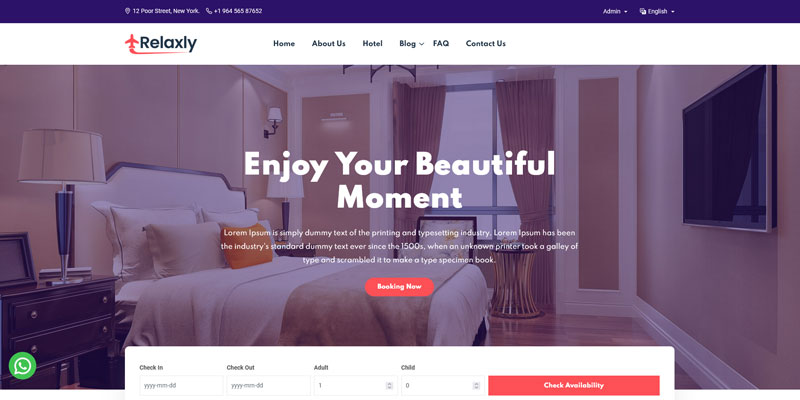 12 Poor Street, New York. +1 964 565 87652 Admin English
Relaxly Home About Us Hotel Blog FAQ Contact Us
Enjoy Your Beautiful
Moment
Lorem Ipsum is simply dummy text of the printing and typesetting industry. Lorem Ipsum has been
the industry's standard dummy text ever since the 1500s, when an unknown printer took a galley of
type and scrambled it to make a type specimen book.
Booking Now
Check In Check Out Adult Child
yyyy-mm-dd yyyy-mm-dd 1 0 Check Availability